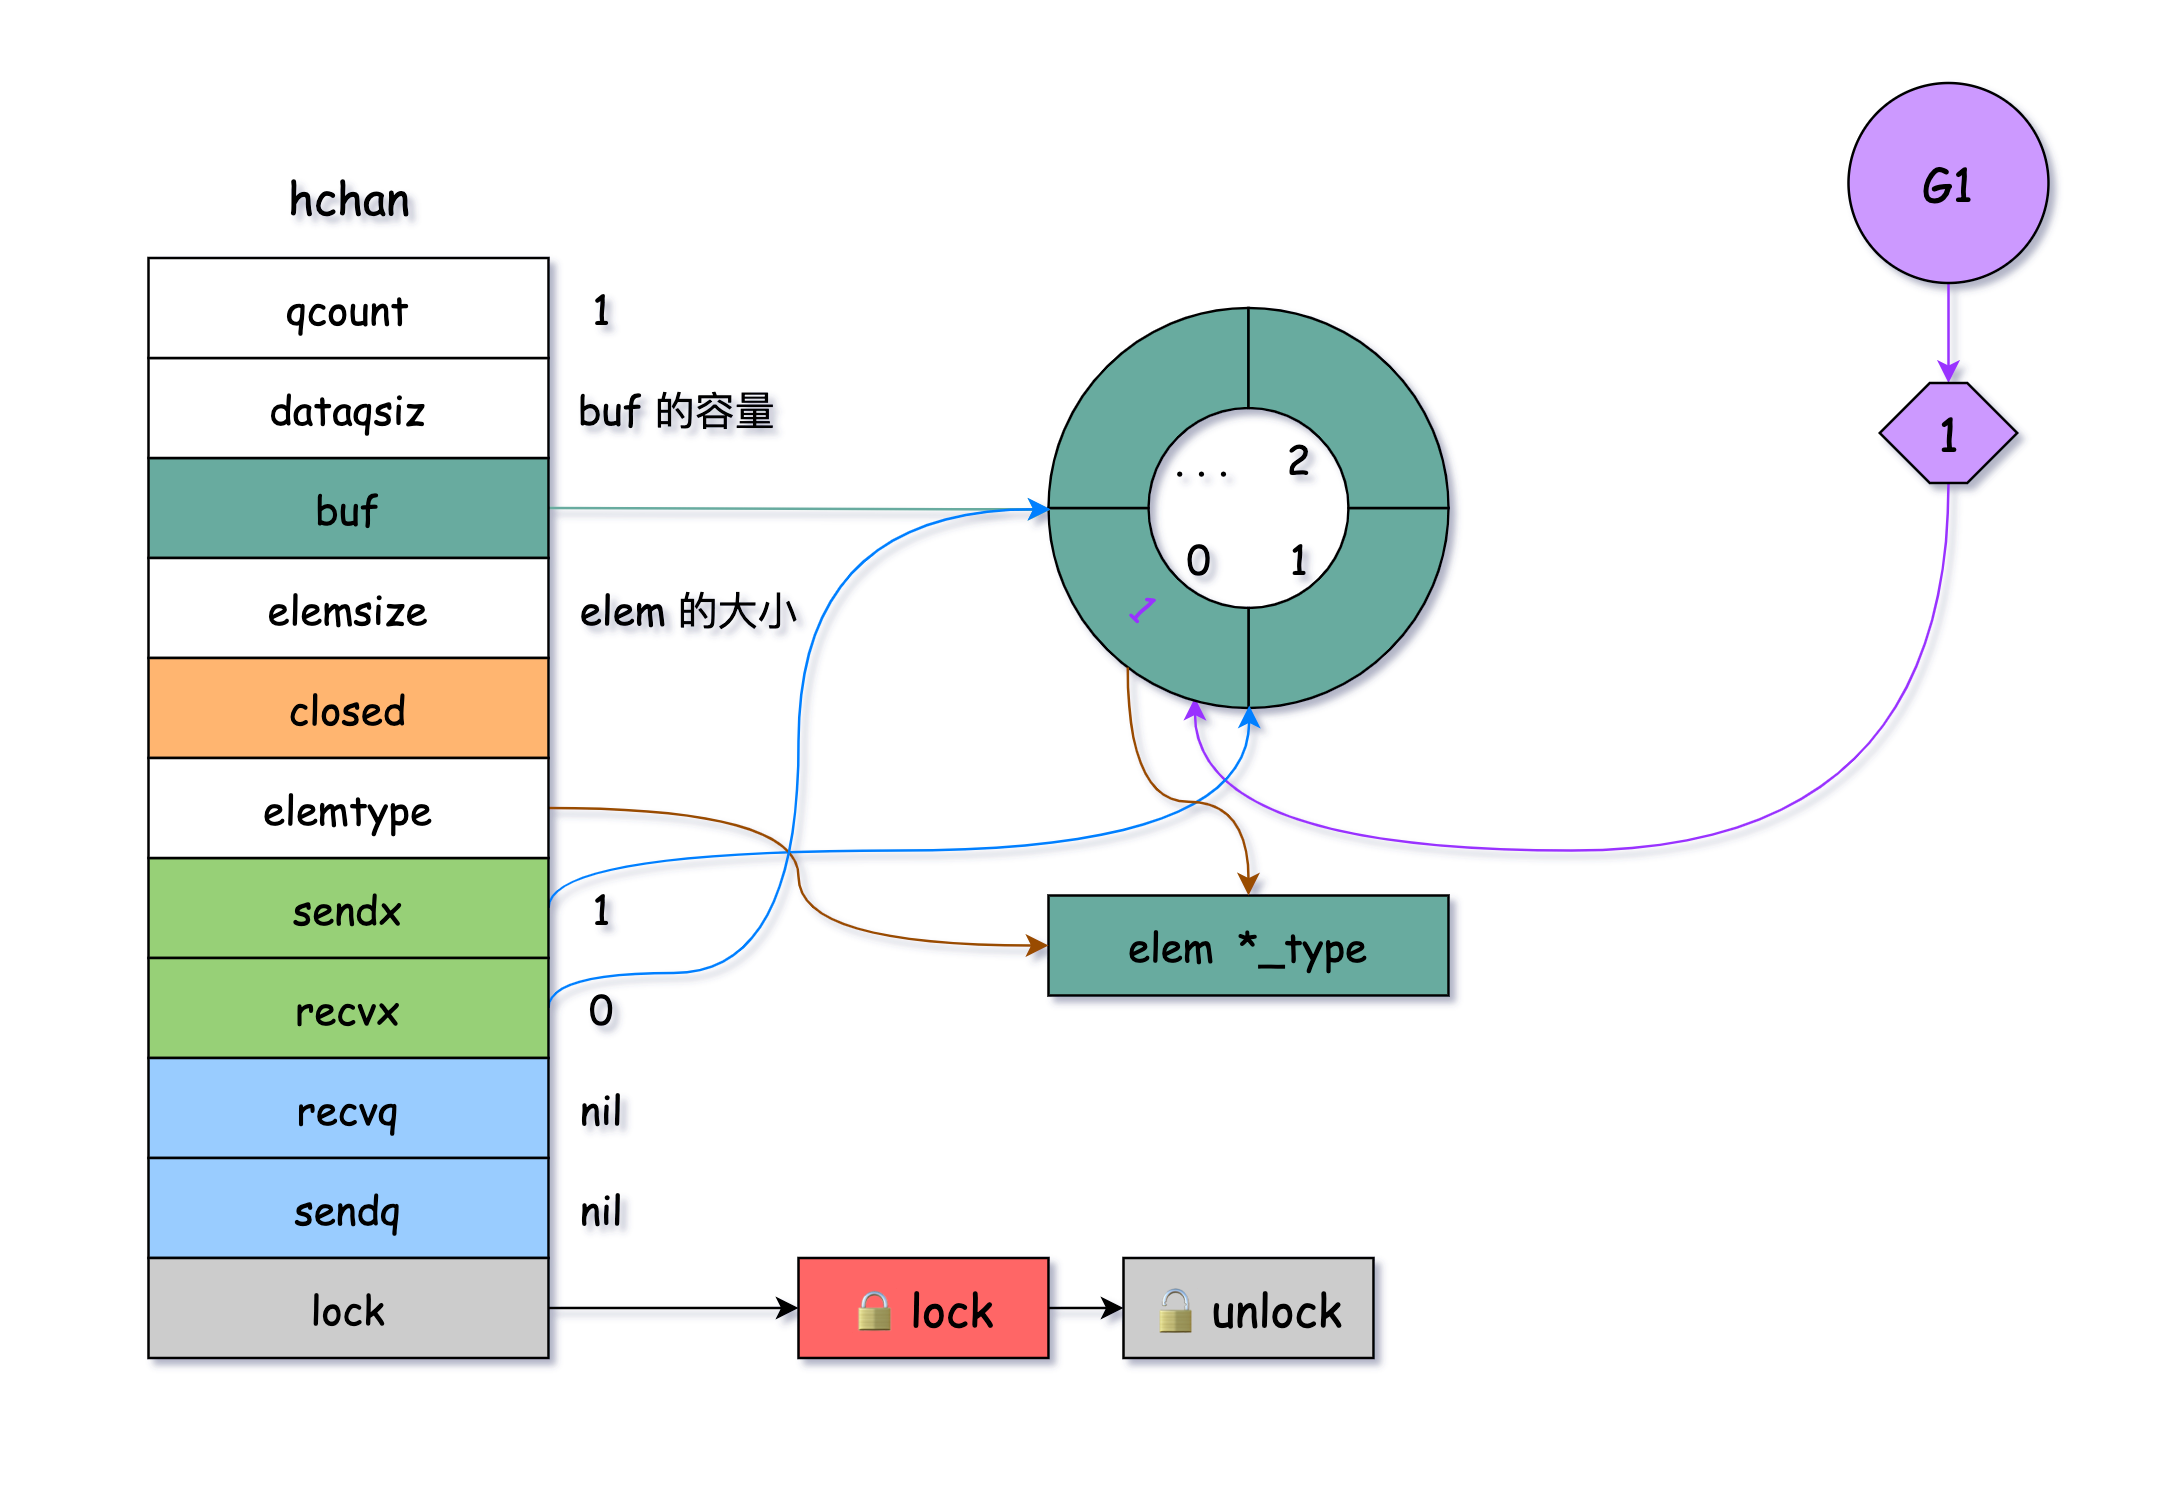 hchan
qcount 1
dataqsiz buf 的容量
buf
elemsize elem 的大小
closed
elemtype
sendx 1
recvx 0
recvq nil
sendq nil
lock
🔒 lock
🔓 unlock
... 2
0 1
1
elem *_type
G1
1